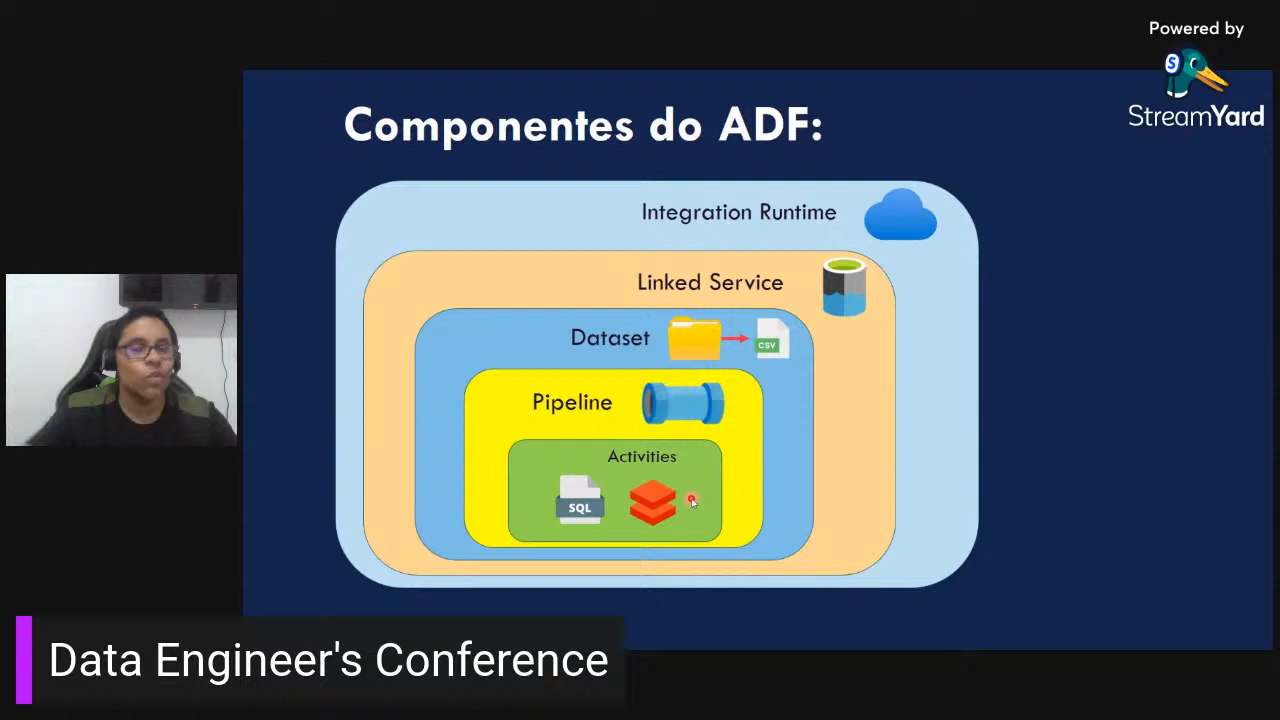 Powered by
S
StreamYard
Componentes do ADF:
Integration Runtime
Linked Service
Dataset
CSV
Pipeline
Activities
SQL
Data Engineer's Conference